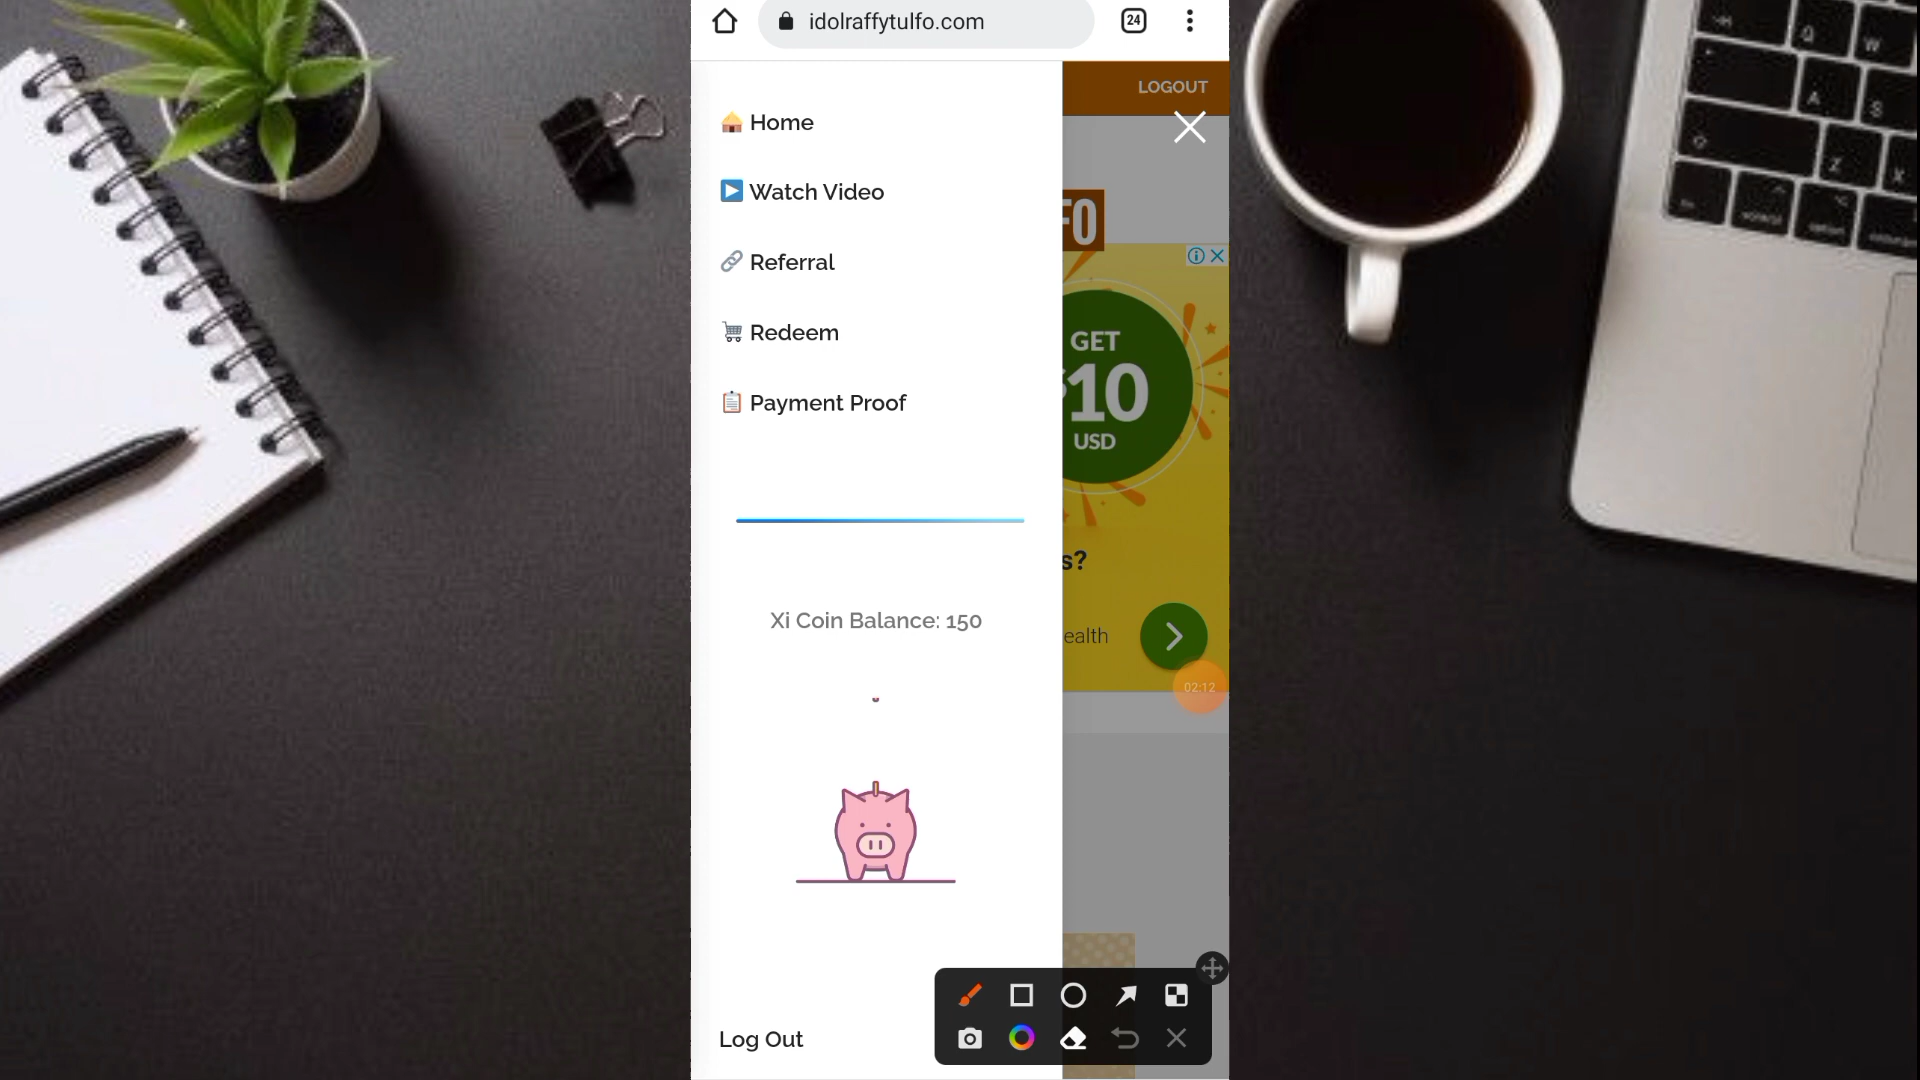 idolraffytulfo.com
24
LOGOUT
Home
Watch Video
Referral
Redeem
Payment Proof
FO
GET
$10
USD
s?
ealth
02:12
Xi Coin Balance: 150
Log Out
Q
W
A
S
Z
X